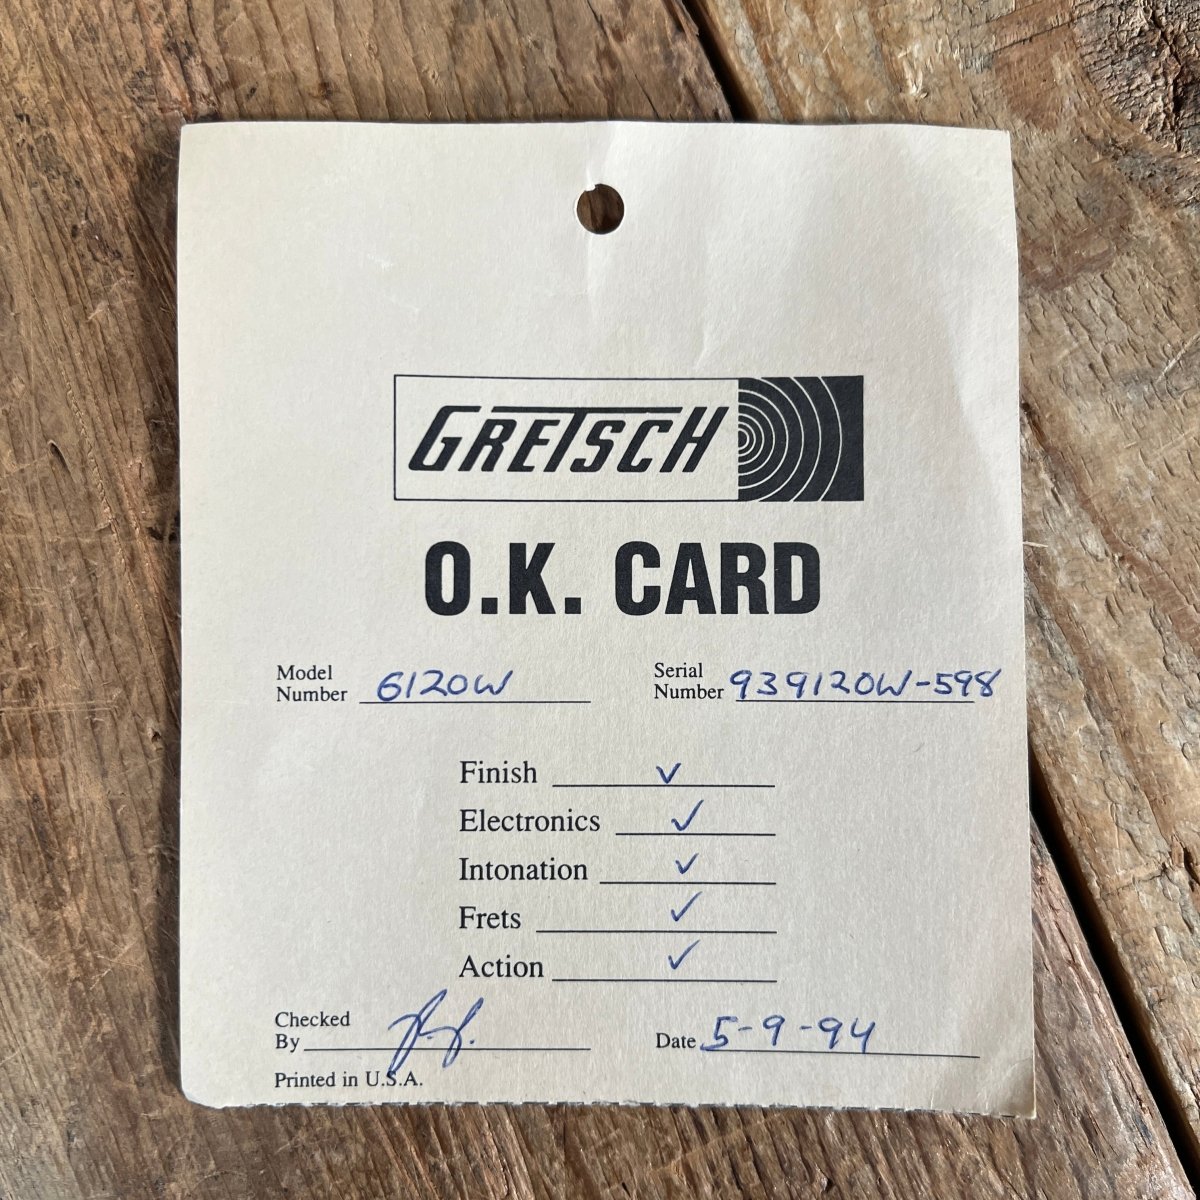 GRETSCH
O.K. CARD
Model Number 6120W Serial Number 939120W-598
Finish ✓
Electronics ✓
Intonation ✓
Frets ✓
Action ✓
Checked By
Date 5-9-94
Printed in U.S.A.